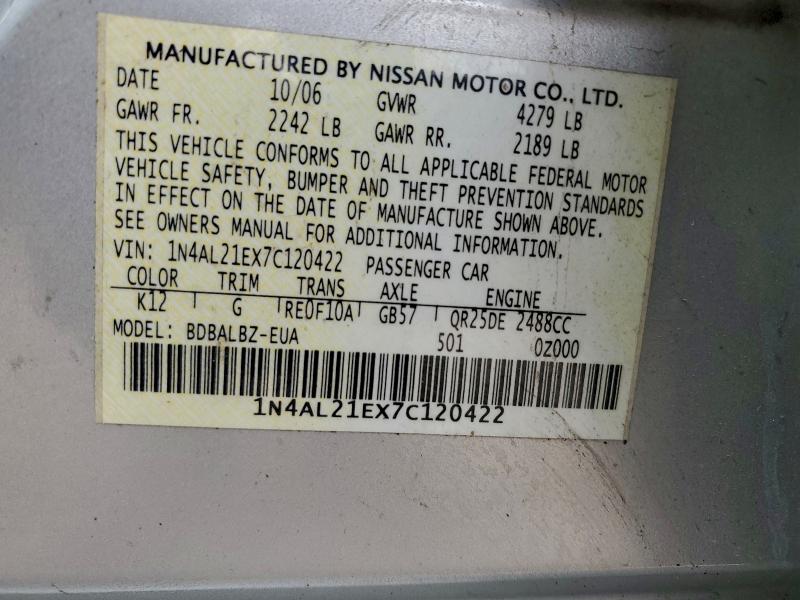 MANUFACTURED BY NISSAN MOTOR CO., LTD.
DATE 10/06 GVWR 4279 LB
GAWR FR. 2242 LB GAWR RR. 2189 LB
THIS VEHICLE CONFORMS TO ALL APPLICABLE FEDERAL MOTOR
VEHICLE SAFETY, BUMPER AND THEFT PREVENTION STANDARDS
IN EFFECT ON THE DATE OF MANUFACTURE SHOWN ABOVE.
SEE OWNERS MANUAL FOR ADDITIONAL INFORMATION.
VIN: 1N4AL21EX7C120422 PASSENGER CAR
COLOR TRIM TRANS AXLE ENGINE
K12 G RE0F10A GB57 QR25DE 2488CC
MODEL: BDBALBZ-EUA 501 0Z000
1N4AL21EX7C120422